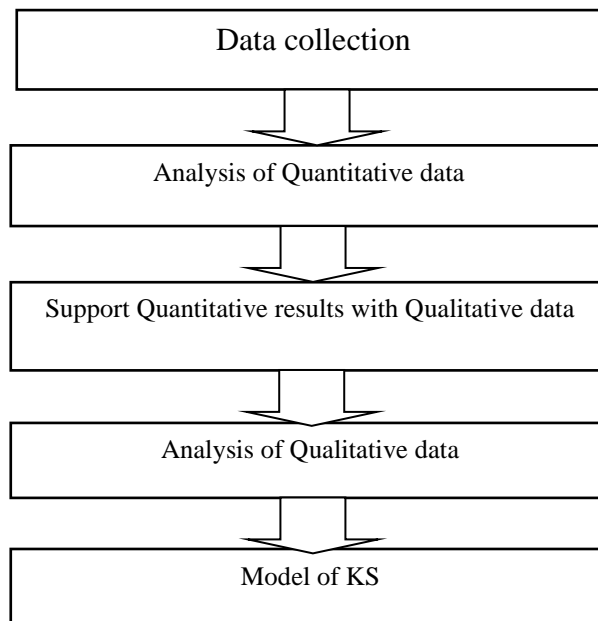 Data collection
Analysis of Quantitative data
Support Quantitative results with Qualitative data
Analysis of Qualitative data
Model of KS